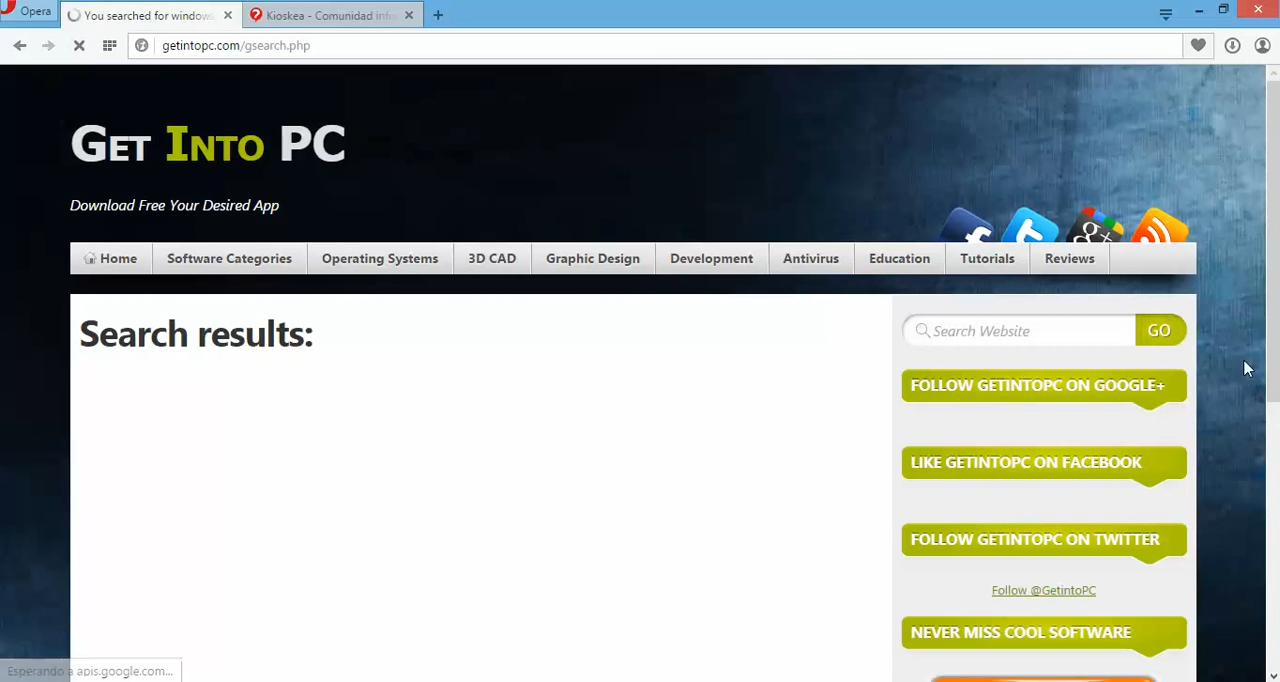 Opera
You searched for windows
Kioskea - Comunidad info
getintopc.com/gsearch.php
GET INTO PC
Download Free Your Desired App
Home
Software Categories
Operating Systems
3D CAD
Graphic Design
Development
Antivirus
Education
Tutorials
Reviews
Search results:
Search Website
GO
FOLLOW GETINTOPC ON GOOGLE+
LIKE GETINTOPC ON FACEBOOK
FOLLOW GETINTOPC ON TWITTER
Follow @GetintoPC
NEVER MISS COOL SOFTWARE
Esperando a apis.google.com...